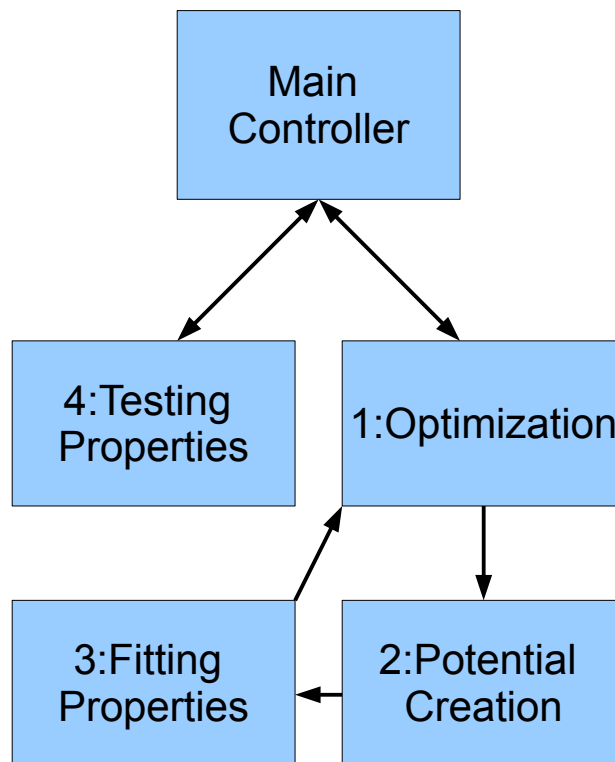 Main
Controller
4:Testing
Properties
1:Optimization
3:Fitting
Properties
2:Potential
Creation